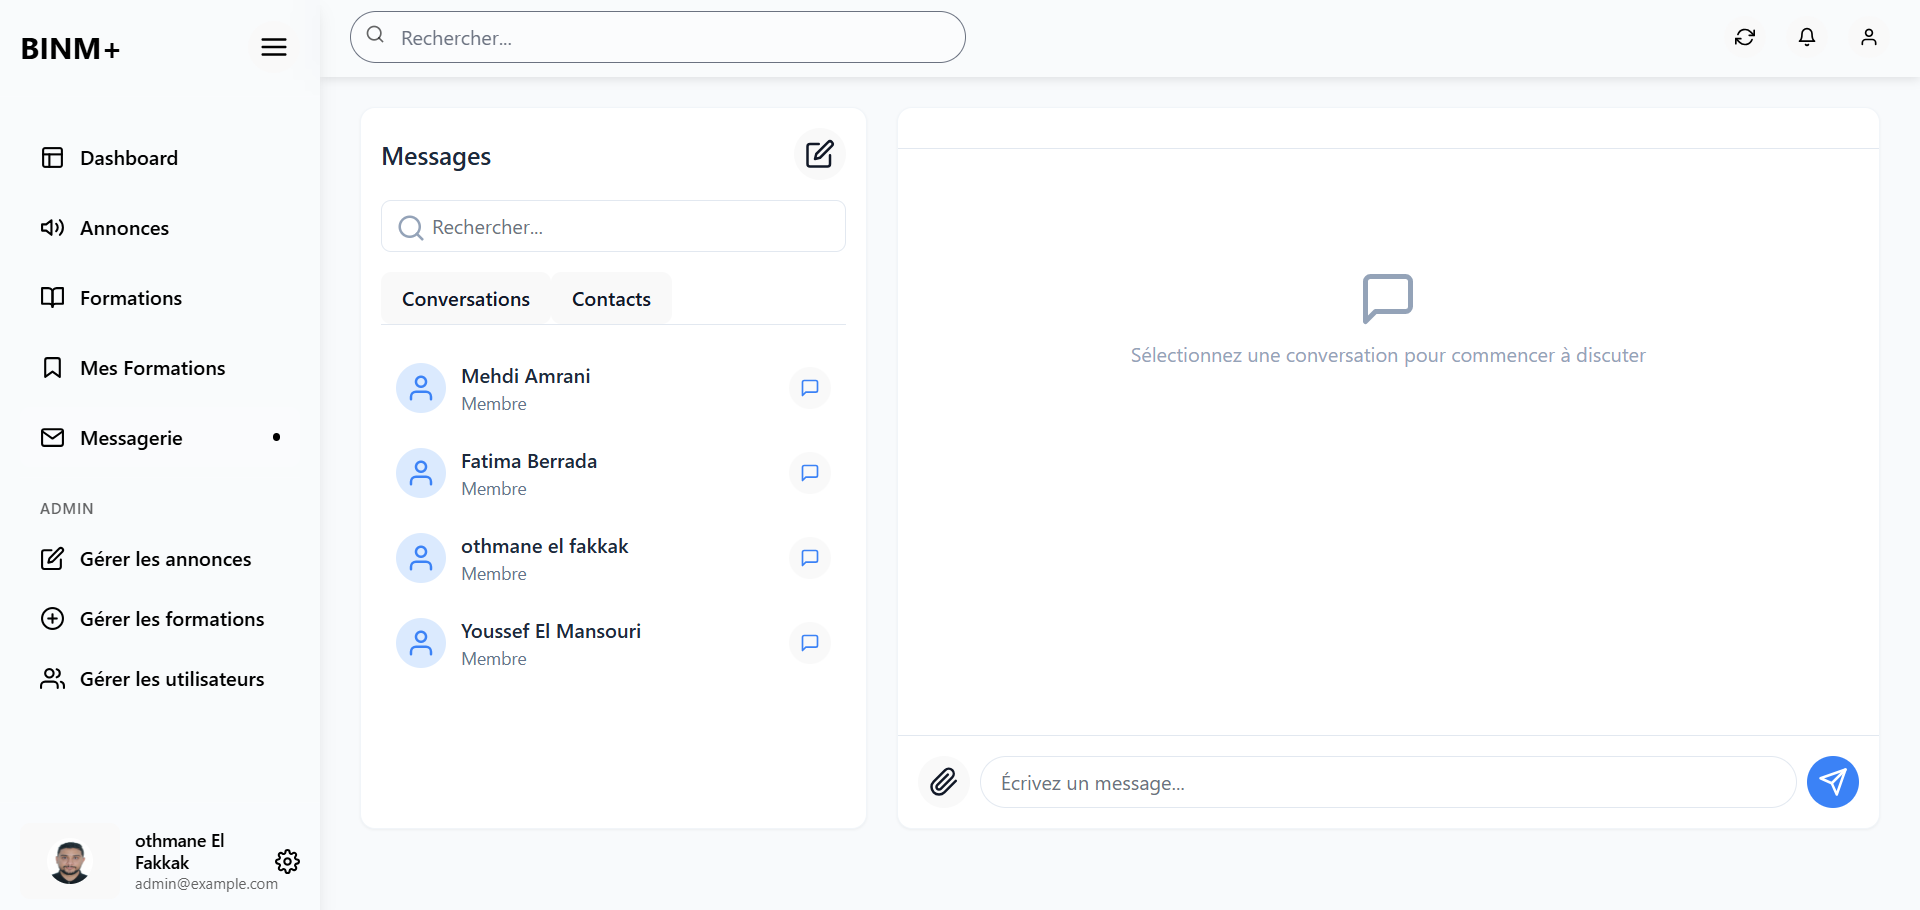 BINM+
Rechercher...
Dashboard
Annonces
Formations
Mes Formations
Messagerie
ADMIN
Gérer les annonces
Gérer les formations
Gérer les utilisateurs
othmane El
Fakkak
admin@example.com
Messages
Rechercher...
Conversations Contacts
Mehdi Amrani
Membre
Fatima Berrada
Membre
othmane el fakkak
Membre
Youssef El Mansouri
Membre
Sélectionnez une conversation pour commencer à discuter
Écrivez un message...